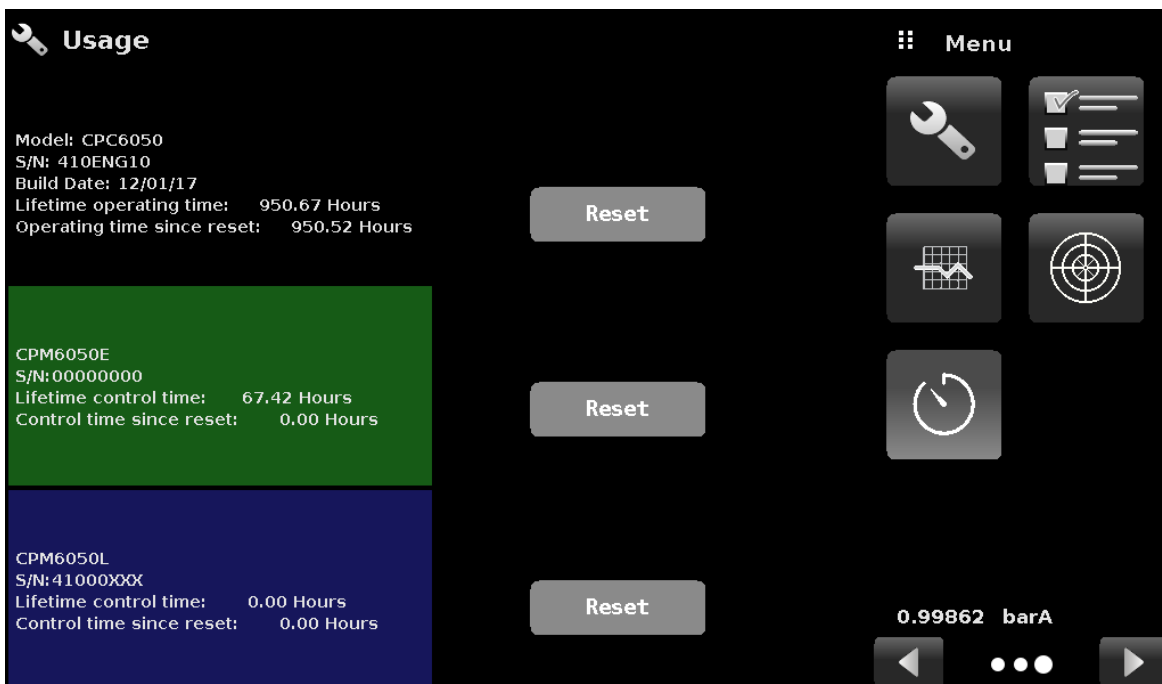 Usage
Menu
Model: CPC6050
S/N: 410ENG10
Build Date: 12/01/17
Lifetime operating time: 950.67 Hours
Operating time since reset: 950.52 Hours
Reset
CPM6050E
S/N:00000000
Lifetime control time: 67.42 Hours
Control time since reset: 0.00 Hours
Reset
CPM6050L
S/N:41000XXX
Lifetime control time: 0.00 Hours
Control time since reset: 0.00 Hours
Reset
0.99862 barA